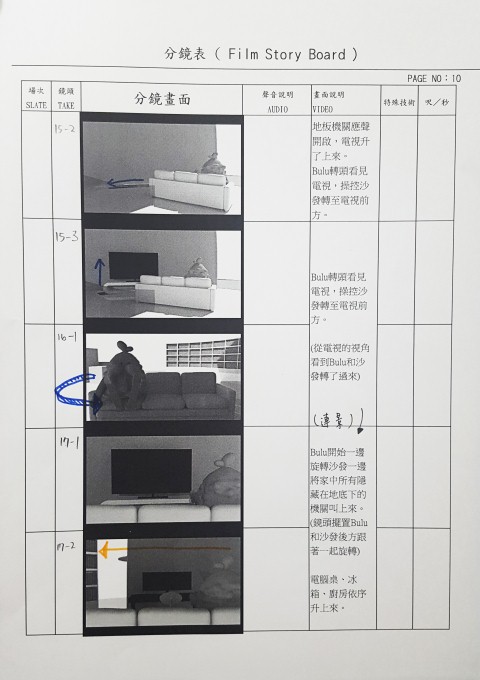 分鏡表 ( Film Story Board )
PAGE NO：10
場次 鏡頭 分鏡畫面 聲音說明 畫面說明 特殊技術 呎／秒
SLATE TAKE AUDIO VIDEO
15-2
地板機關應聲
開啟，電視升
了上來。
Bulu轉頭看見
電視，操控沙
發轉至電視前
方。
15-3
Bulu轉頭看見
電視，操控沙
發轉至電視前
方。
16-1
(從電視的視角
看到Bulu和沙
發轉了過來)
(連景)!
17-1
Bulu開始一邊
旋轉沙發一邊
將家中所有隱
藏在地底下的
機關叫上來。
(鏡頭擺置Bulu
和沙發後方跟
著一起旋轉)
17-2
電腦桌、冰
箱、廚房依序
升上來。